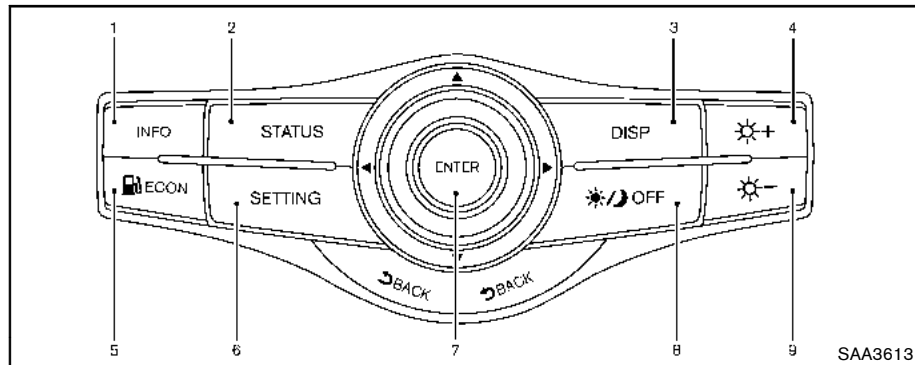 1 2 3 4
INFO STATUS DISP +
ENTER
ECON SETTING / OFF -
BACK BACK
5 6 7 8 9
SAA3613